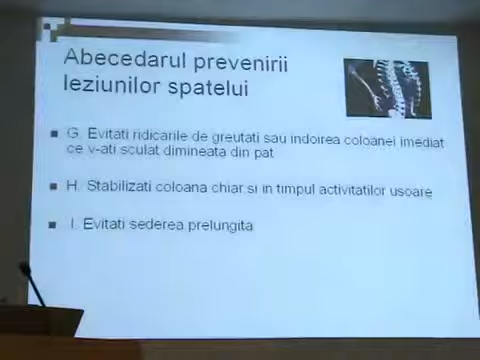 Abecedarul prevenirii
leziunilor spatelui
G. Evitati ridicarile de greutati sau indoirea coloanei imediat
ce v-ati sculat dimineata din pat
H. Stabilizati coloana chiar si in timpul activitatilor usoare
I. Evitati sederea prelungita